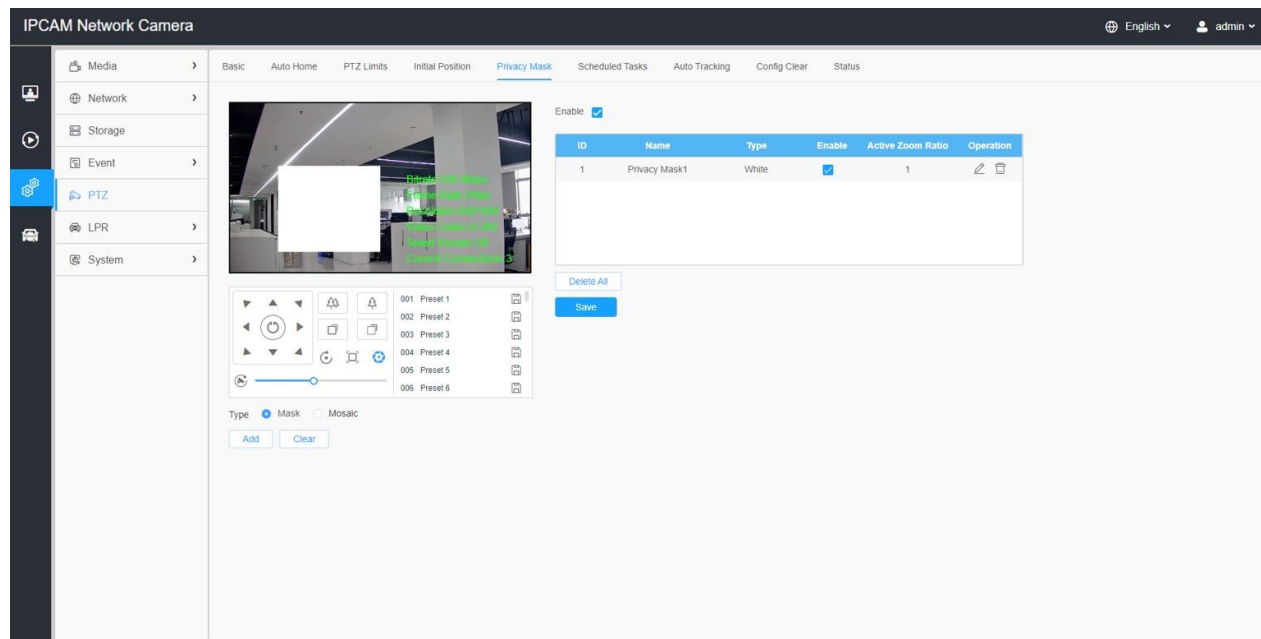 IPCAM Network Camera
English
admin
Media
Network
Storage
Event
PTZ
LPR
System
Basic
Auto Home
PTZ Limits
Initial Position
Privacy Mask
Scheduled Tasks
Auto Tracking
Config Clear
Status
Enable
ID Name Type Enable Active Zoom Ratio Operation
1 Privacy Mask1 White 1
Delete All
Save
001 Preset 1
002 Preset 2
003 Preset 3
004 Preset 4
005 Preset 5
006 Preset 6
Type Mask Mosaic
Add Clear